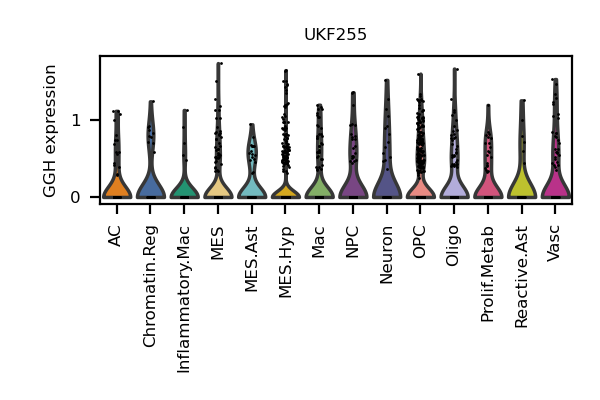 UKF255
GGH expression
1
0
AC
Chromatin.Reg
Inflammatory.Mac
MES
MES.Ast
MES.Hyp
Mac
NPC
Neuron
OPC
Oligo
Prolif.Metab
Reactive.Ast
Vasc